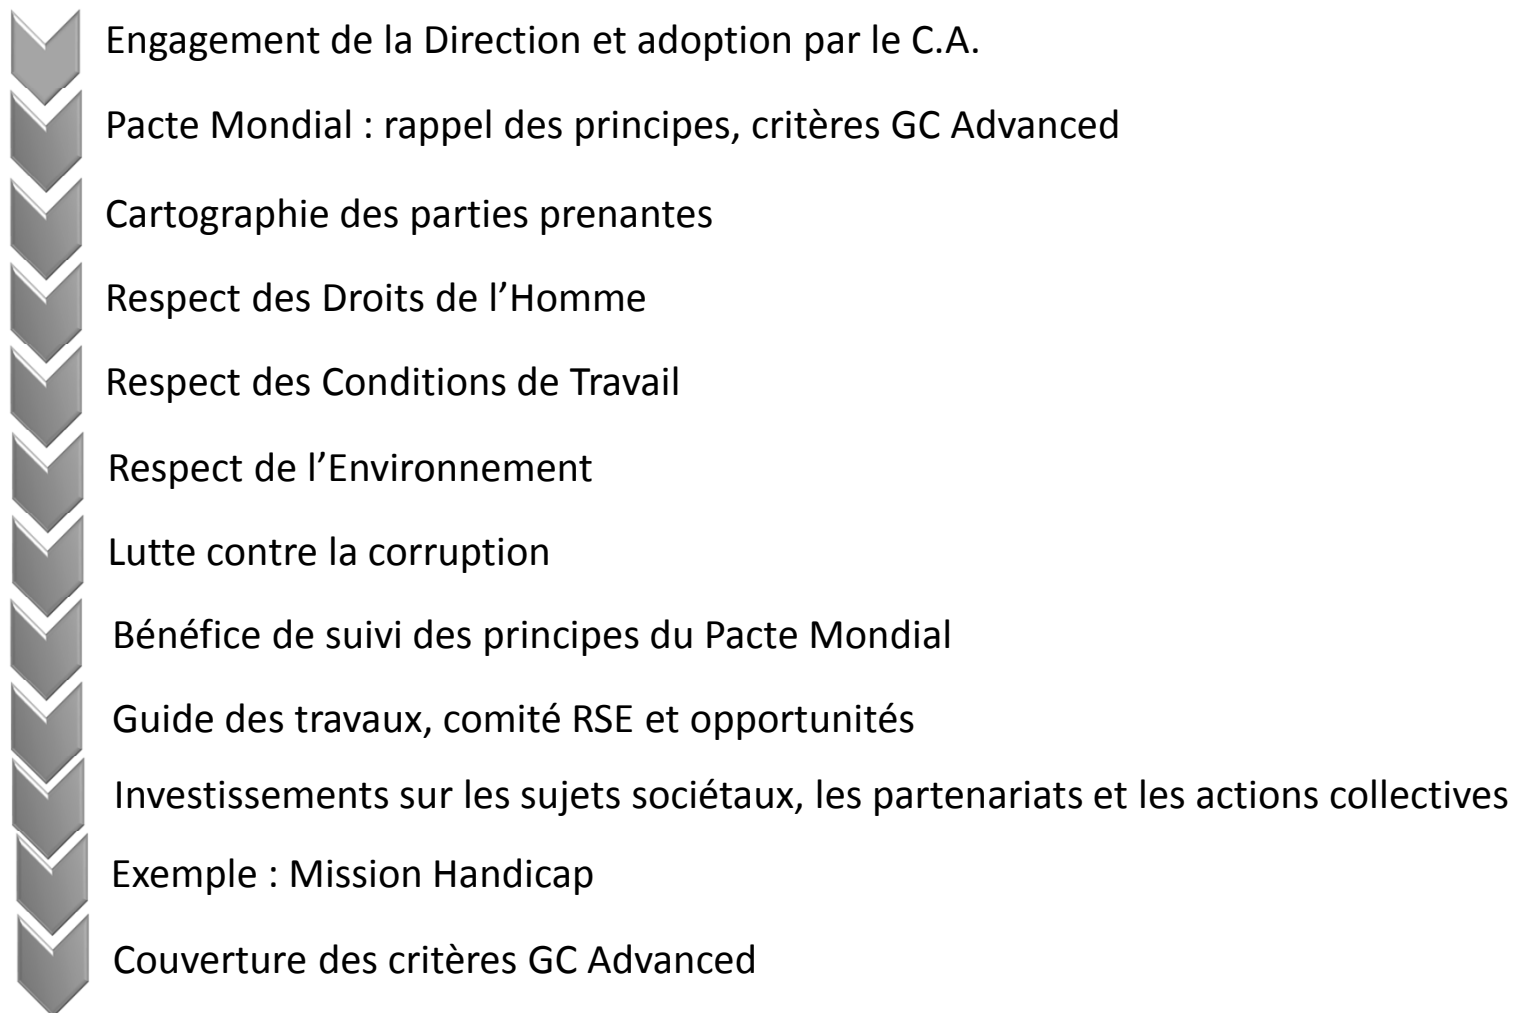 Engagement de la Direction et adoption par le C.A.
Pacte Mondial : rappel des principes, critères GC Advanced
Cartographie des parties prenantes
Respect des Droits de l’Homme
Respect des Conditions de Travail
Respect de l’Environnement
Lutte contre la corruption
Bénéfice de suivi des principes du Pacte Mondial
Guide des travaux, comité RSE et opportunités
Investissements sur les sujets sociétaux, les partenariats et les actions collectives
Exemple : Mission Handicap
Couverture des critères GC Advanced